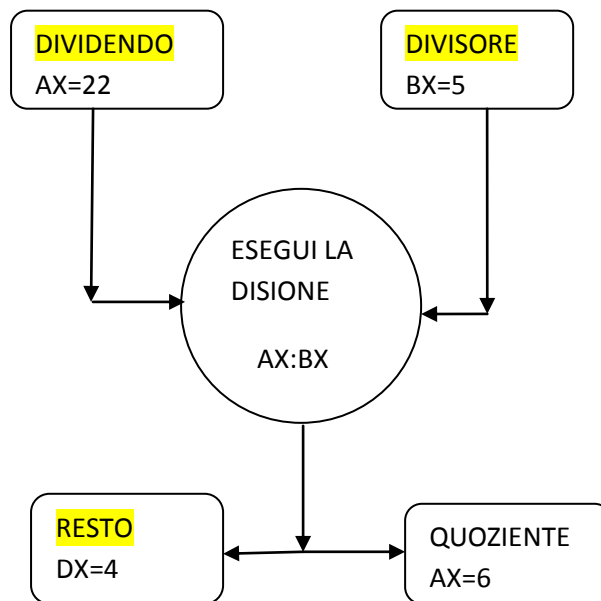 DIVIDENDO
AX=22
DIVISORE
BX=5
ESEGUI LA
DISIONE
AX:BX
RESTO
DX=4
QUOZIENTE
AX=6